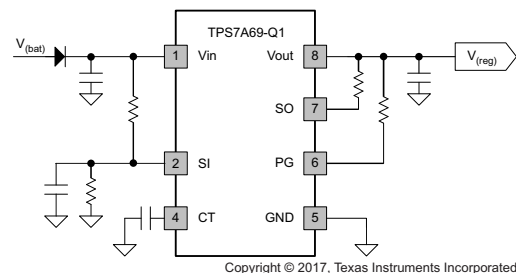 TPS7A69-Q1
V(bat)
1 Vin Vout 8
V(reg)
SO 7
2 SI PG 6
4 CT GND 5
Copyright © 2017, Texas Instruments Incorporated